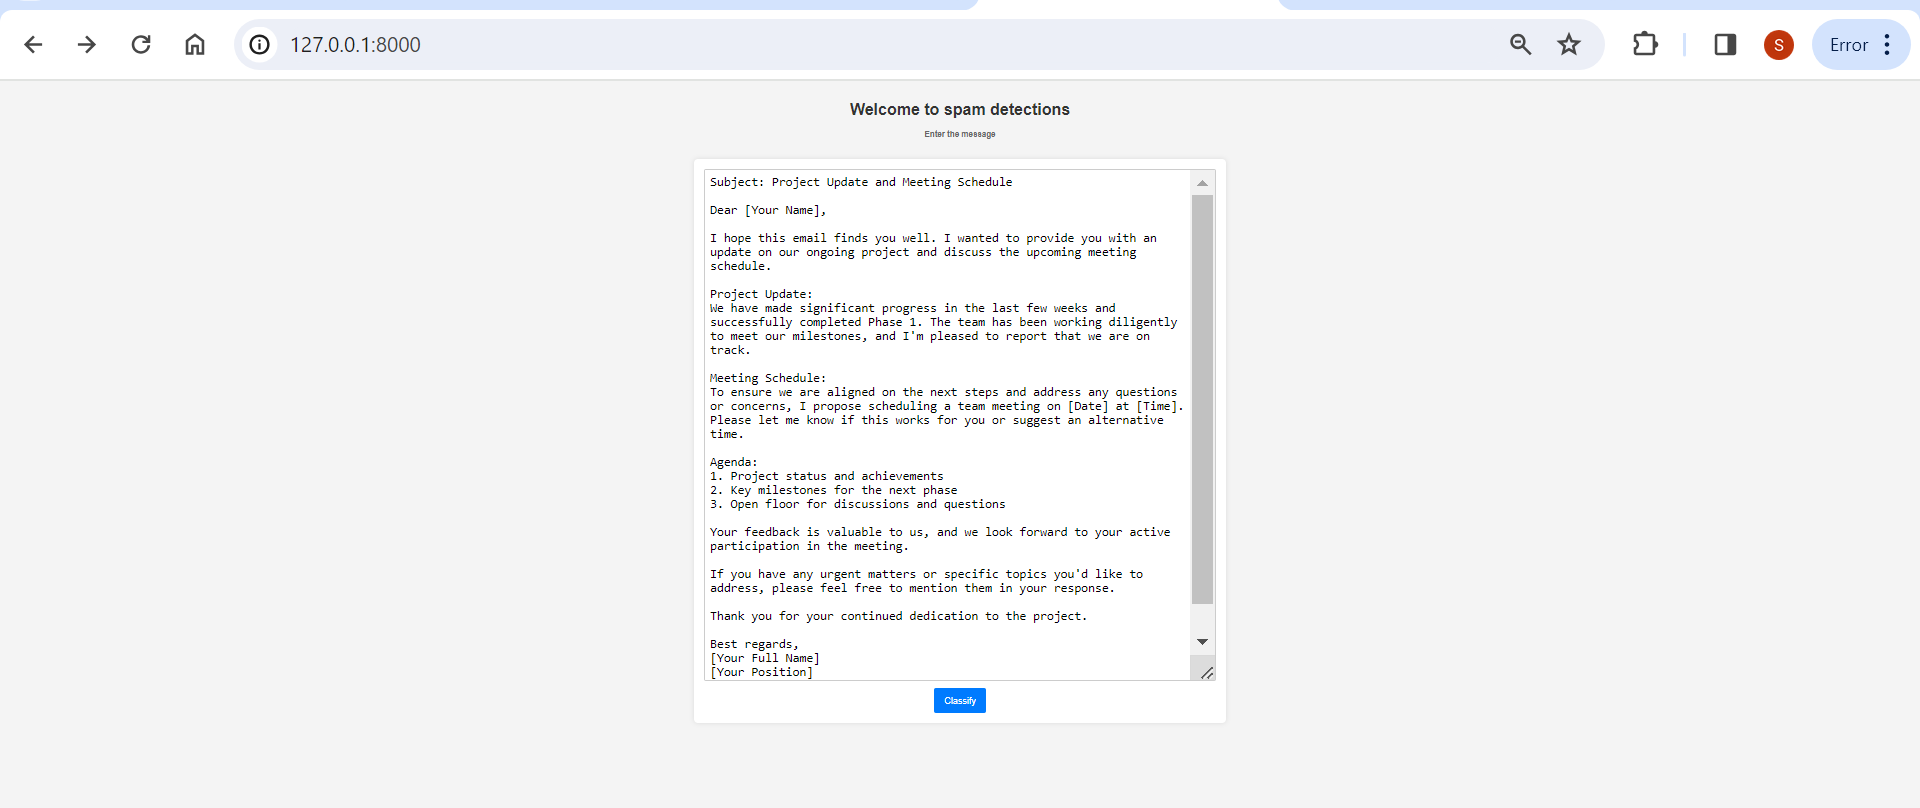 127.0.0.1:8000
S
Error
Welcome to spam detections
Enter the message
Subject: Project Update and Meeting Schedule
Dear [Your Name],
I hope this email finds you well. I wanted to provide you with an
update on our ongoing project and discuss the upcoming meeting
schedule.
Project Update:
We have made significant progress in the last few weeks and
successfully completed Phase 1. The team has been working diligently
to meet our milestones, and I'm pleased to report that we are on
track.
Meeting Schedule:
To ensure we are aligned on the next steps and address any questions
or concerns, I propose scheduling a team meeting on [Date] at [Time].
Please let me know if this works for you or suggest an alternative
time.
Agenda:
1. Project status and achievements
2. Key milestones for the next phase
3. Open floor for discussions and questions
Your feedback is valuable to us, and we look forward to your active
participation in the meeting.
If you have any urgent matters or specific topics you'd like to
address, please feel free to mention them in your response.
Thank you for your continued dedication to the project.
Best regards,
[Your Full Name]
[Your Position]
Classify